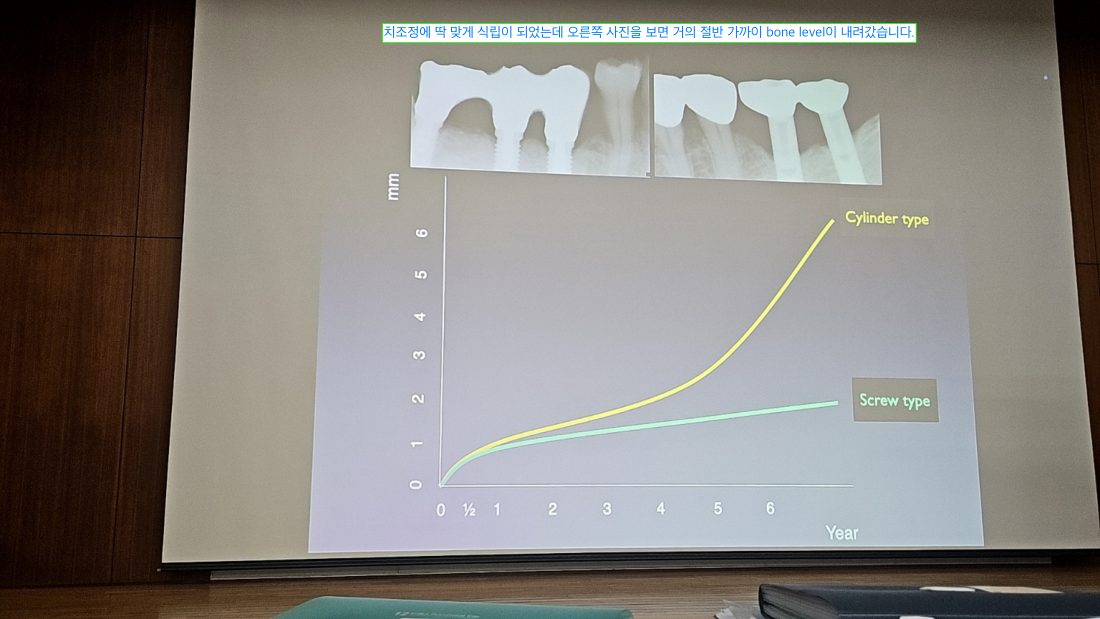 치조정에 딱 맞게 식립이 되었는데 오른쪽 사진을 보면 거의 절반 가까이 bone level이 내려갔습니다.
mm
6
5
4
3
2
1
0
Cylinder type
Screw type
0 ½ 1 2 3 4 5 6
Year